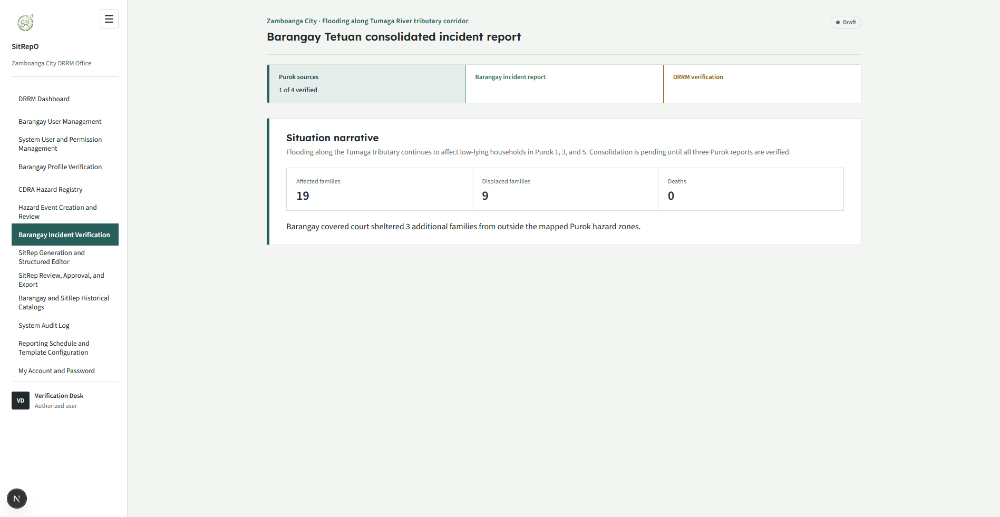 SR
SitRepO
Zamboanga City DRRM Office
DRRM Dashboard
Barangay User Management
System User and Permission
Management
Barangay Profile Verification
CDRA Hazard Registry
Hazard Event Creation and
Review
Barangay Incident Verification
SitRep Generation and
Structured Editor
SitRep Review, Approval, and
Export
Barangay and SitRep Historical
Catalogs
System Audit Log
Reporting Schedule and
Template Configuration
My Account and Password
VD
Verification Desk
Authorized user
N
Zamboanga City · Flooding along Tumaga River tributary corridor
Draft
Barangay Tetuan consolidated incident report
Purok sources
1 of 4 verified
Barangay incident report
DRRM verification
Situation narrative
Flooding along the Tumaga tributary continues to affect low-lying households in Purok 1, 3, and 5. Consolidation is pending until all three Purok reports are verified.
Affected families
19
Displaced families
9
Deaths
0
Barangay covered court sheltered 3 additional families from outside the mapped Purok hazard zones.